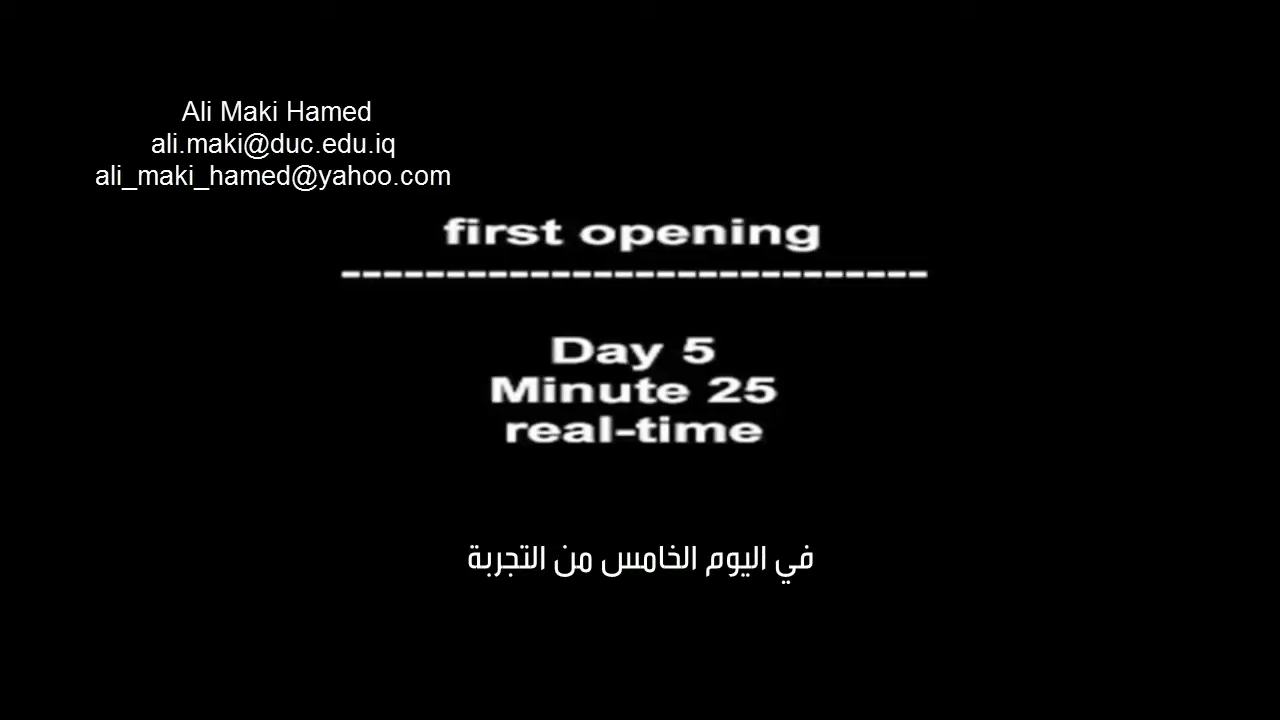 Ali Maki Hamed
ali.maki@duc.edu.iq
ali_maki_hamed@yahoo.com
first opening
----------------------------
Day 5
Minute 25
real-time
في اليوم الخامس من التجربة